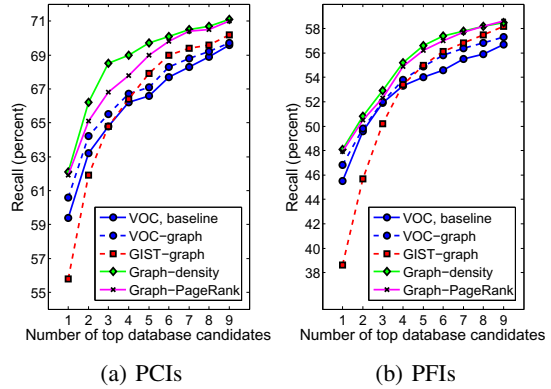 71
69
67
65
63
61
59
57
55
Recall (percent)
VOC, baseline
VOC−graph
GIST−graph
Graph−density
Graph−PageRank
1 2 3 4 5 6 7 8 9
Number of top database candidates
(a) PCIs
58
56
54
52
50
48
46
44
42
40
38
Recall (percent)
VOC, baseline
VOC−graph
GIST−graph
Graph−density
Graph−PageRank
1 2 3 4 5 6 7 8 9
Number of top database candidates
(b) PFIs